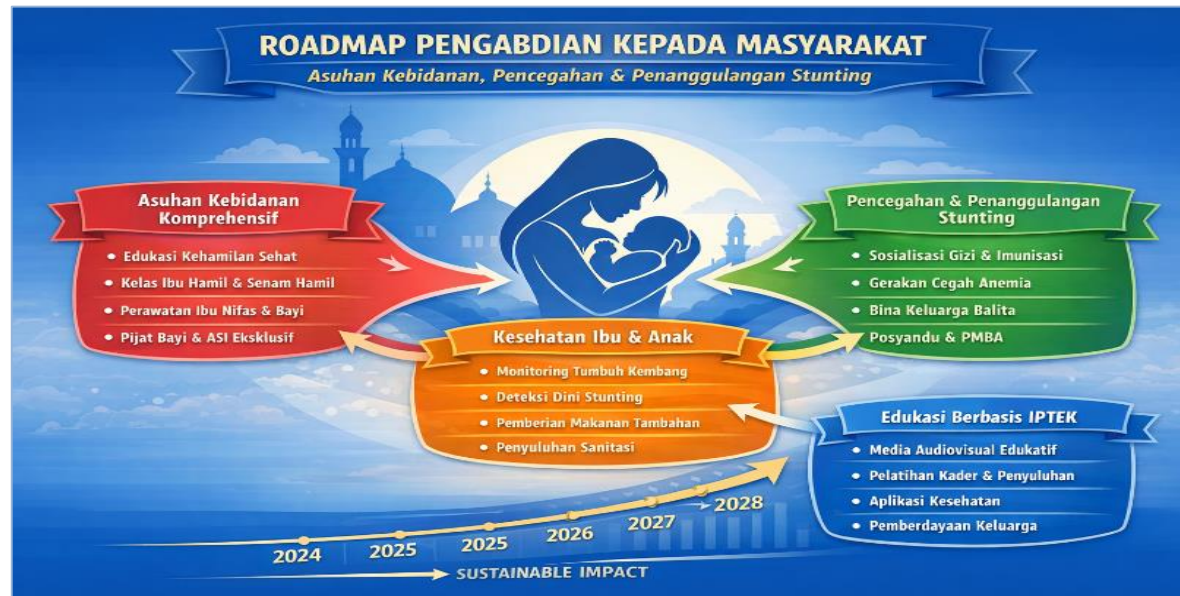 ROADMAP PENGABDIAN KEPADA MASYARAKAT
Asuhan Kebidanan, Pencegahan & Penanggulangan Stunting
Asuhan Kebidanan
Komprehensif
• Edukasi Kehamilan Sehat
• Kelas Ibu Hamil & Senam Hamil
• Perawatan Ibu Nifas & Bayi
• Pijat Bayi & ASI Eksklusif
Pencegahan & Penanggulangan
Stunting
• Sosialisasi Gizi & Imunisasi
• Gerakan Cegah Anemia
• Bina Keluarga Balita
• Posyandu & PMBA
Kesehatan Ibu & Anak
• Monitoring Tumbuh Kembang
• Deteksi Dini Stunting
• Pemberian Makanan Tambahan
• Penyuluhan Sanitasi
Edukasi Berbasis IPTEK
• Media Audiovisual Edukatif
• Pelatihan Kader & Penyuluhan
• Aplikasi Kesehatan
• Pemberdayaan Keluarga
2024 2025 2025 2026 2027 2028
SUSTAINABLE IMPACT